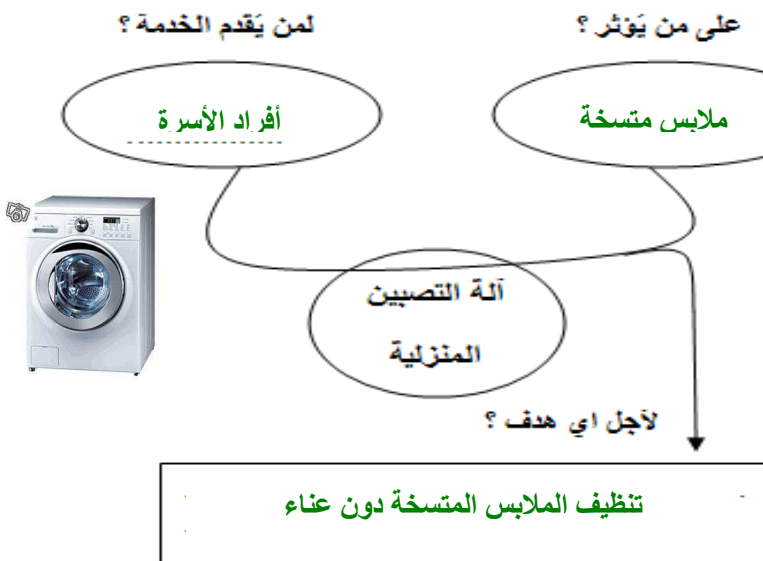 على من يُؤثر ؟
لمن يُقدم الخدمة ؟
ملابس متسخة
أفراد الأسرة
آلة التصبين
المنزلية
لآجل اي هدف ؟
تنظيف الملابس المتسخة دون عناء